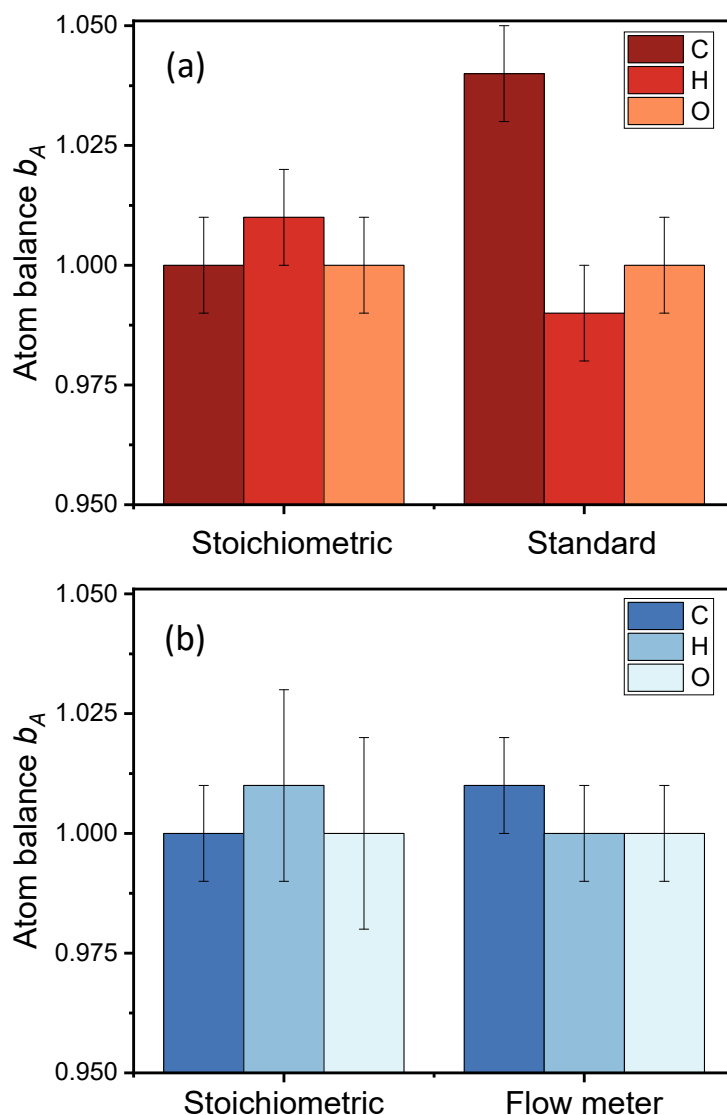 (a)
C
H
O
Atom balance b_A
1.050
1.025
1.000
0.975
0.950
Stoichiometric Standard
(b)
C
H
O
Atom balance b_A
1.050
1.025
1.000
0.975
0.950
Stoichiometric Flow meter